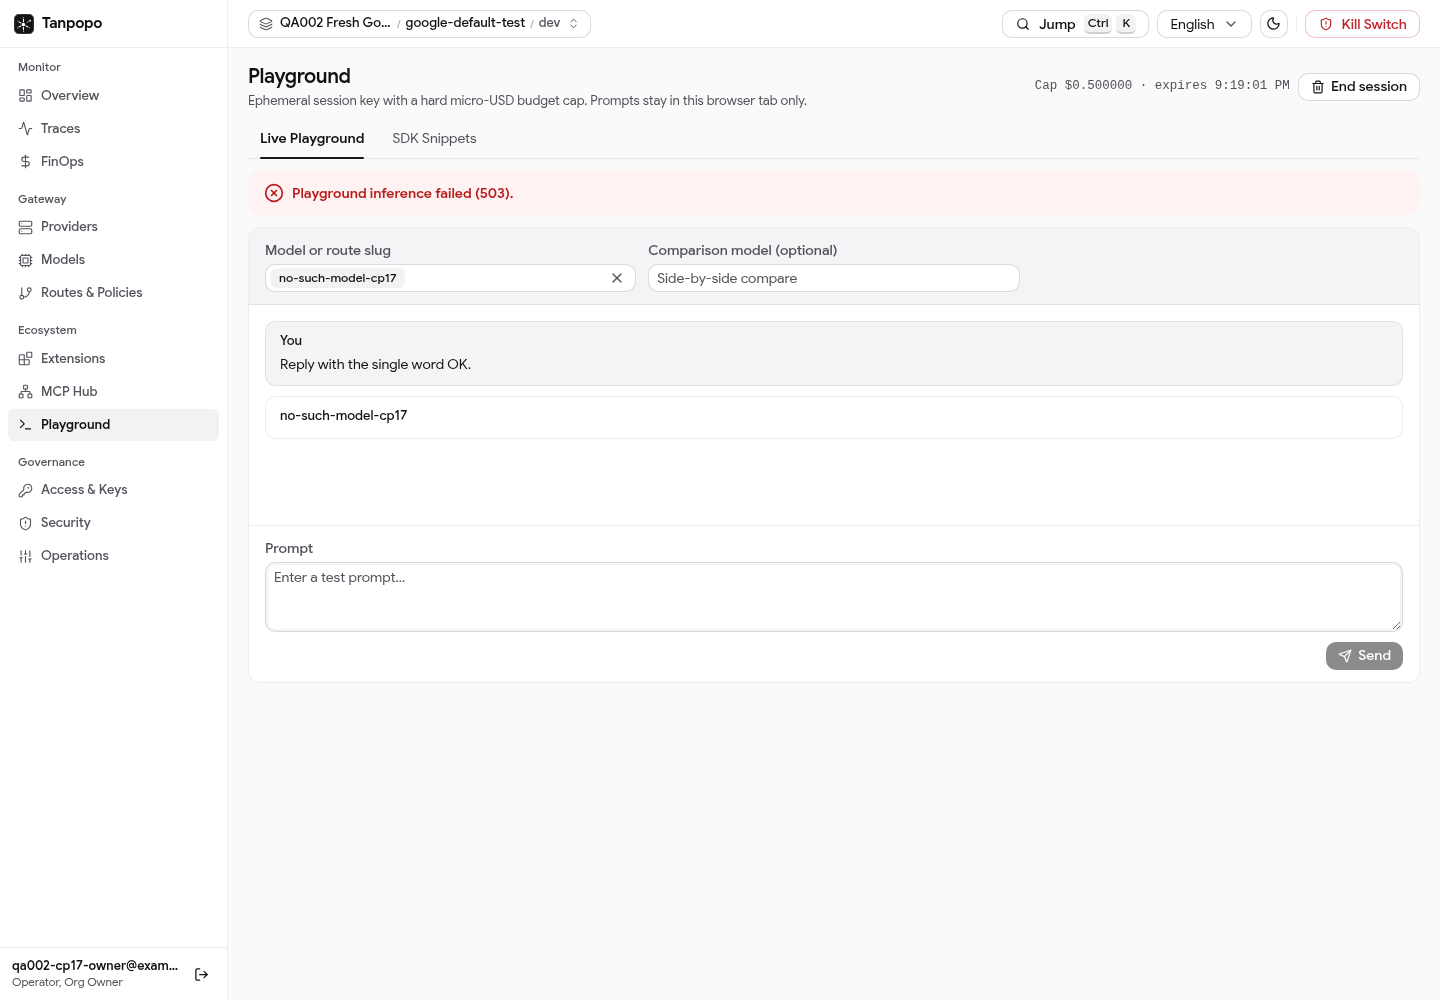 Tanpopo
QA002 Fresh Go... / google-default-test / dev
Jump Ctrl K
English
Kill Switch
Monitor
Overview
Traces
FinOps
Gateway
Providers
Models
Routes & Policies
Ecosystem
Extensions
MCP Hub
Playground
Governance
Access & Keys
Security
Operations
qa002-cp17-owner@exam...
Operator, Org Owner
Playground
Ephemeral session key with a hard micro-USD budget cap. Prompts stay in this browser tab only.
Cap $0.500000 · expires 9:19:01 PM
End session
Live Playground
SDK Snippets
Playground inference failed (503).
Model or route slug
no-such-model-cp17
Comparison model (optional)
Side-by-side compare
You
Reply with the single word OK.
no-such-model-cp17
Prompt
Enter a test prompt...
Send